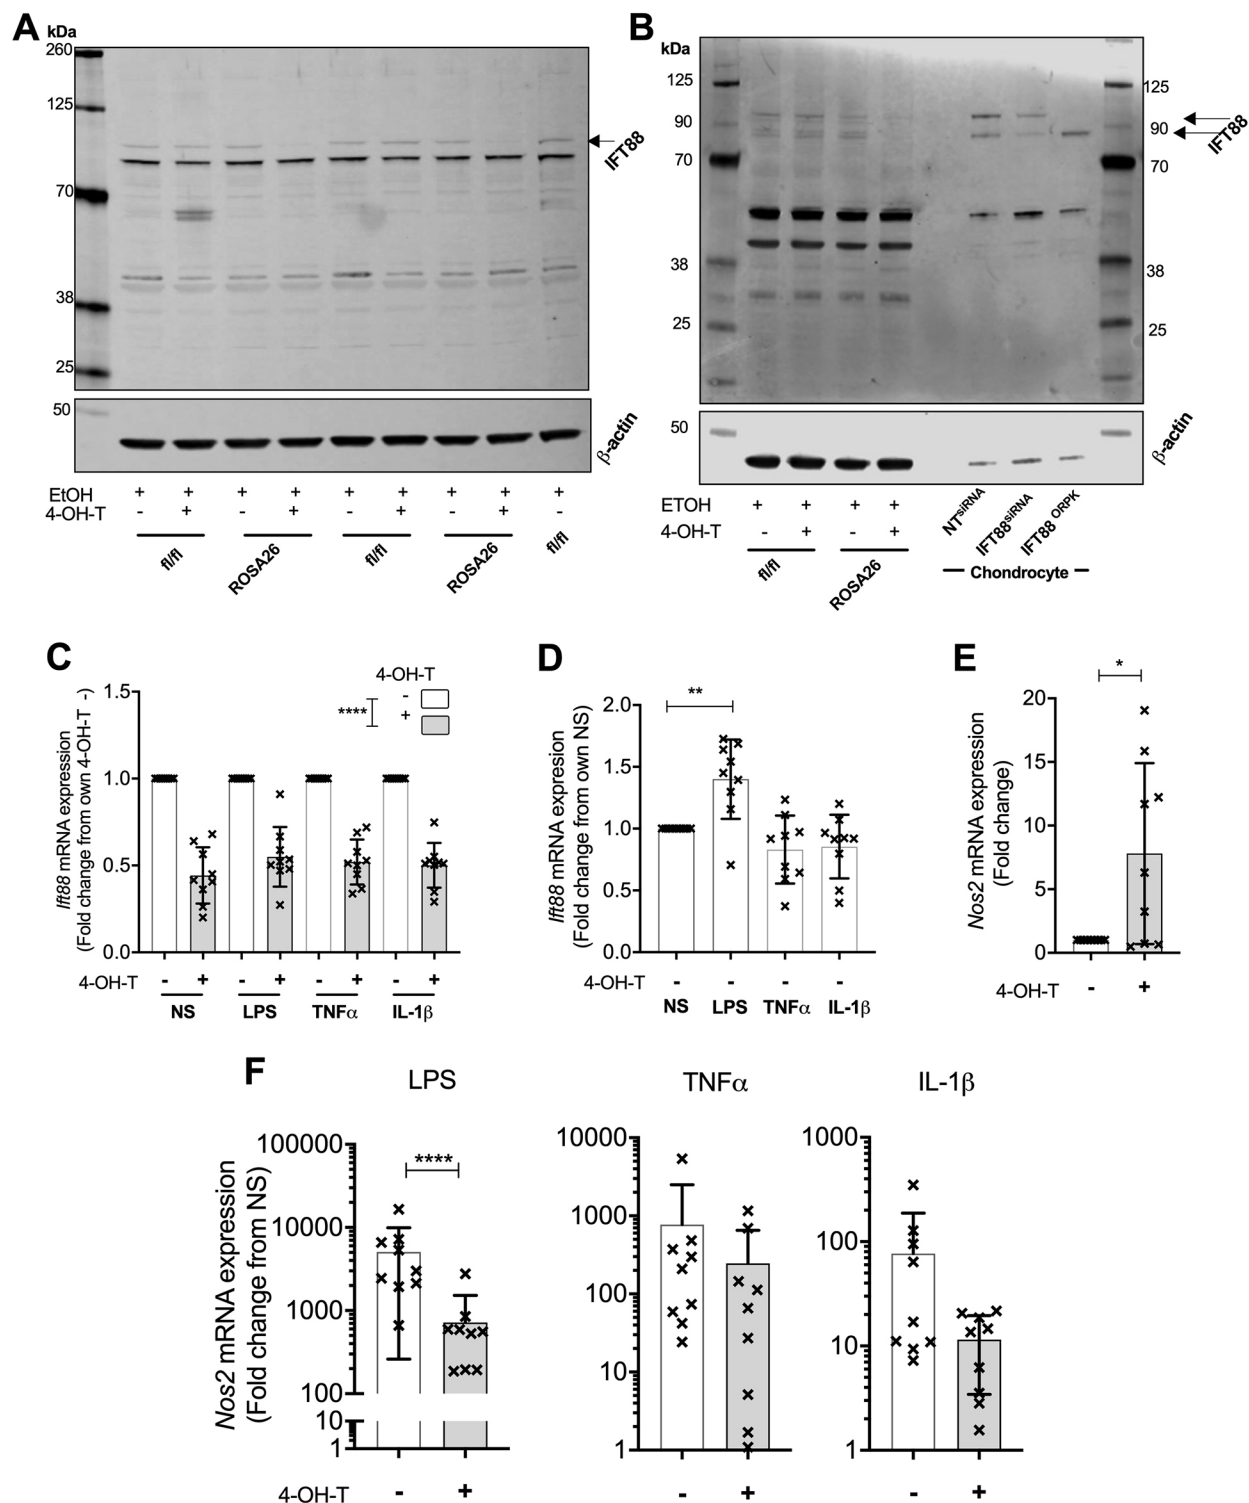 A
kDa
260
125
70
38
25
50
IFT88
β-actin
EtOH + + + + + + + + +
4-OH-T - + - + - + -
fl/fl ROSA26 fl/fl ROSA26 fl/fl
B
kDa
125 125
90 90
70 70
38 38
25 25
50
IFT88
β-actin
ETOH + + + +
4-OH-T - + - +
fl/fl ROSA26
NTsiRNA IFT88siRNA IFT88 ORPK
Chondrocyte
C
4-OH-T
-
+
****
Ift88 mRNA expression
(Fold change from own 4-OH-T -)
1.5
1.0
0.5
0.0
4-OH-T - + - + - + - +
NS LPS TNFα IL-1β
D
**
Ift88 mRNA expression
(Fold change from own NS)
2.0
1.5
1.0
0.5
0.0
4-OH-T - - - -
NS LPS TNFα IL-1β
E
*
Nos2 mRNA expression
(Fold change)
20
15
10
5
0
4-OH-T - +
F
LPS
****
Nos2 mRNA expression
(Fold change from NS)
100000
10000
1000
100
10
1
4-OH-T - +
TNFα
10000
1000
100
10
1
- +
IL-1β
1000
100
10
1
- +